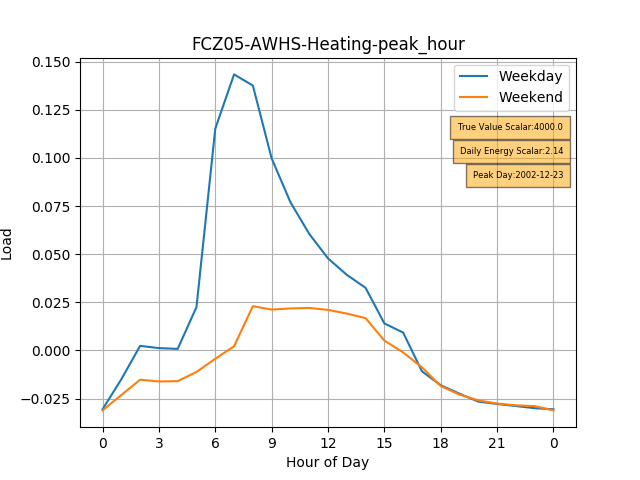 FCZ05-AWHS-Heating-peak_hour
Weekday
Weekend
True Value Scalar:4000.0
Daily Energy Scalar:2.14
Peak Day:2002-12-23
Load
0.150
0.125
0.100
0.075
0.050
0.025
0.000
−0.025
0 3 6 9 12 15 18 21 0
Hour of Day